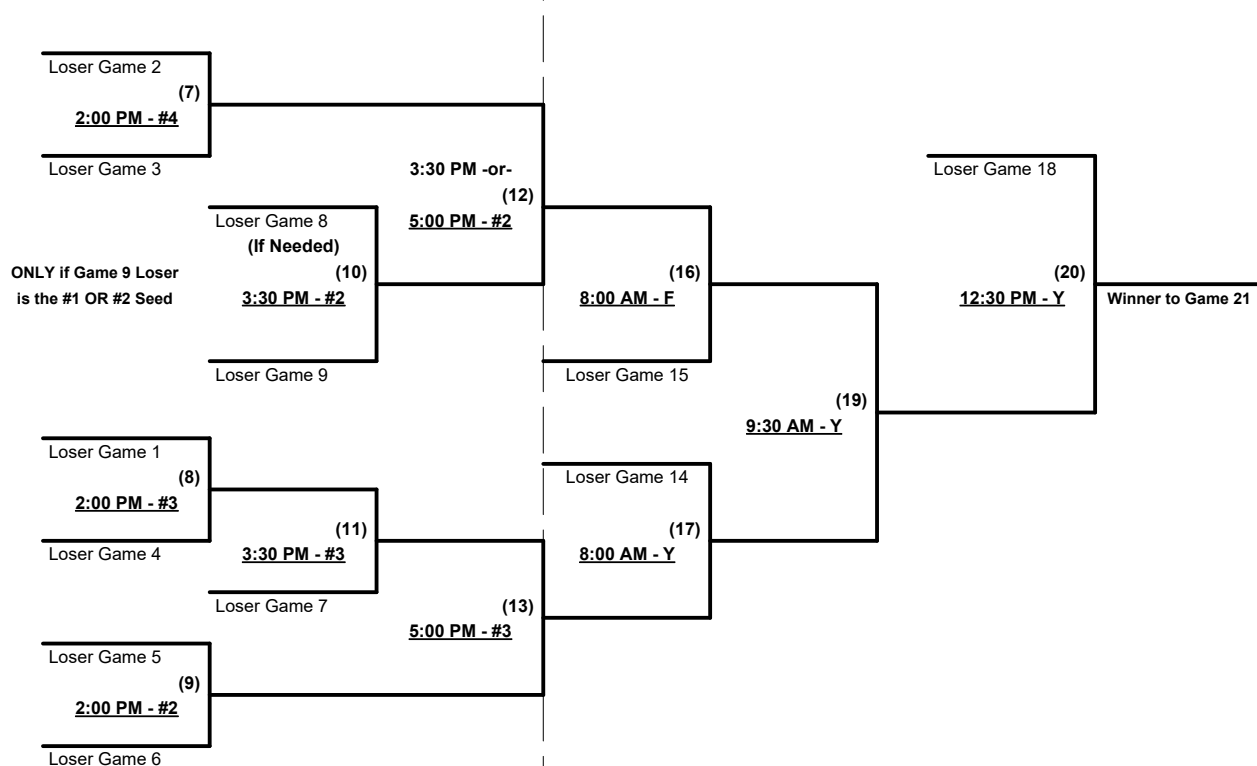 Loser Game 2
(7)
2:00 PM - #4
Loser Game 3
3:30 PM -or-
(12)
5:00 PM - #2
Loser Game 18
Loser Game 8
(If Needed)
(10)
3:30 PM - #2
ONLY if Game 9 Loser
is the #1 OR #2 Seed
Loser Game 9
(16)
8:00 AM - F
Loser Game 15
(20)
12:30 PM - Y
Winner to Game 21
(19)
9:30 AM - Y
Loser Game 1
(8)
2:00 PM - #3
Loser Game 4
(11)
3:30 PM - #3
Loser Game 7
Loser Game 14
(17)
8:00 AM - Y
(13)
5:00 PM - #3
Loser Game 5
(9)
2:00 PM - #2
Loser Game 6